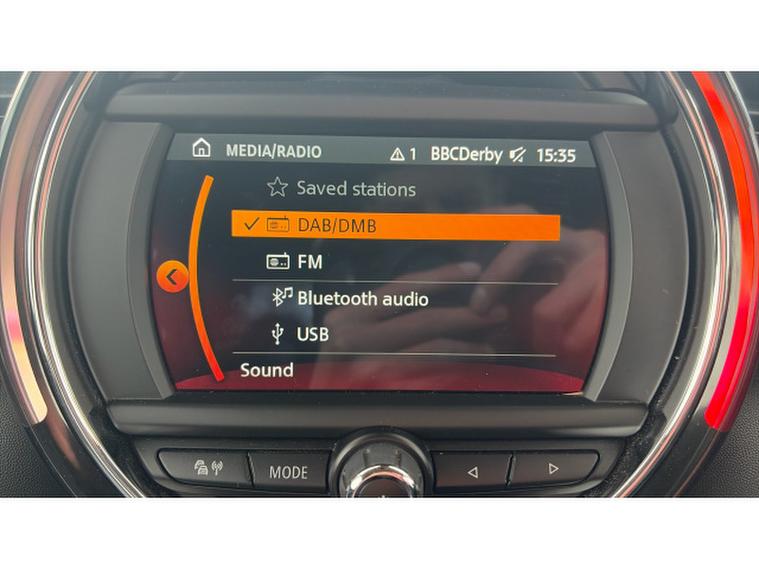 MEDIA/RADIO 1 BBCDerby 15:35
Saved stations
DAB/DMB
FM
Bluetooth audio
USB
Sound
MODE